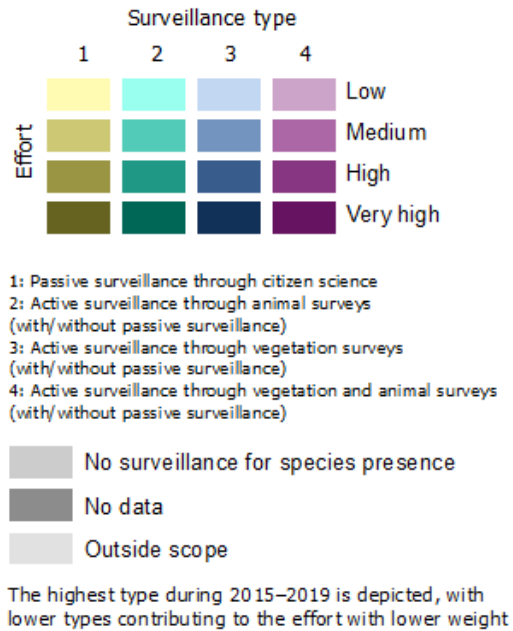 Surveillance type
1 2 3 4
Low
Medium
High
Very high
Effort
1: Passive surveillance through citizen science
2: Active surveillance through animal surveys
(with/without passive surveillance)
3: Active surveillance through vegetation surveys
(with/without passive surveillance)
4: Active surveillance through vegetation and animal surveys
(with/without passive surveillance)
No surveillance for species presence
No data
Outside scope
The highest type during 2015–2019 is depicted, with
lower types contributing to the effort with lower weight